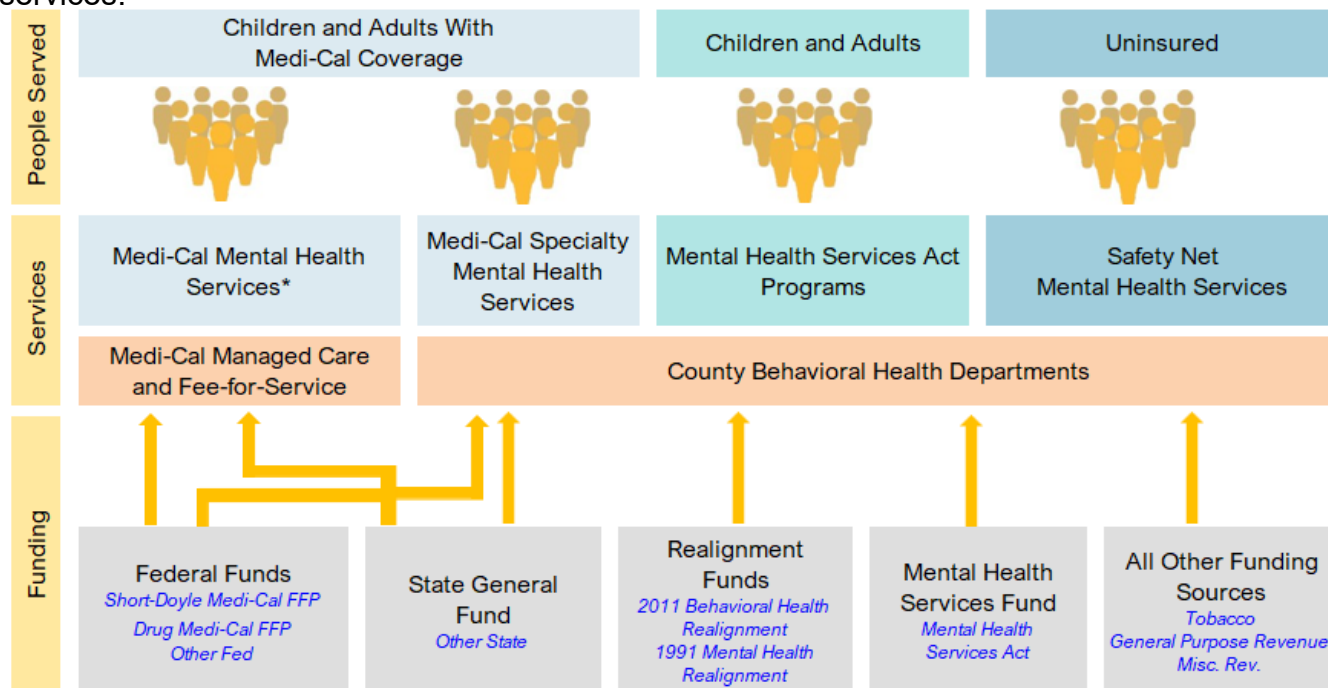 services.
People Served
Children and Adults With
Medi-Cal Coverage
Children and Adults
Uninsured
Services
Medi-Cal Mental Health
Services*
Medi-Cal Specialty
Mental Health
Services
Mental Health Services Act
Programs
Safety Net
Mental Health Services
Medi-Cal Managed Care
and Fee-for-Service
County Behavioral Health Departments
Funding
Federal Funds
Short-Doyle Medi-Cal FFP
Drug Medi-Cal FFP
Other Fed
State General
Fund
Other State
Realignment
Funds
2011 Behavioral Health
Realignment
1991 Mental Health
Realignment
Mental Health
Services Fund
Mental Health
Services Act
All Other Funding
Sources
Tobacco
General Purpose Revenue
Misc. Rev.